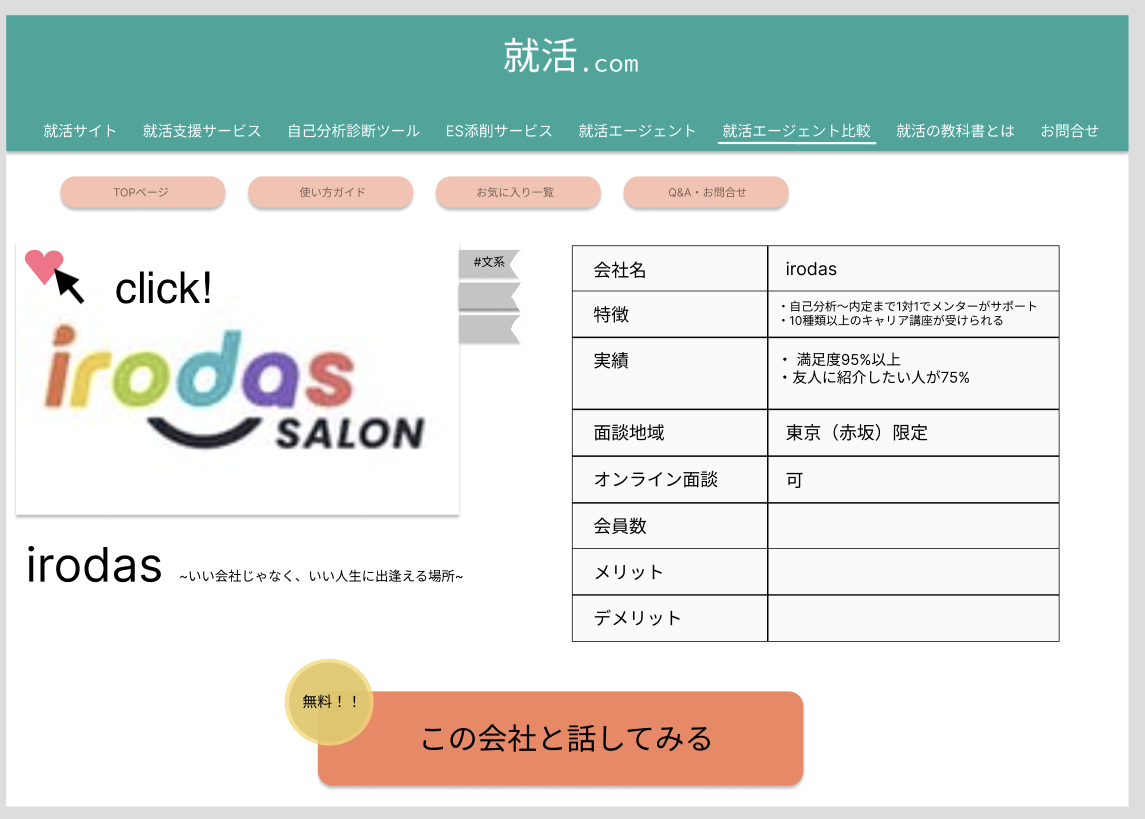 就活.com
就活サイト 就活支援サービス 自己分析診断ツール ES添削サービス 就活エージェント 就活エージェント比較 就活の教科書とは お問合せ
TOPページ 使い方ガイド お気に入り一覧 Q&A・お問合せ
click!
irodas
SALON
#文系
irodas ~いい会社じゃなく、いい人生に出逢える場所~
会社名 irodas
特徴 ・自己分析〜内定まで1対1でメンターがサポート
・10種類以上のキャリア講座が受けられる
実績 ・ 満足度95%以上
・友人に紹介したい人が75%
面談地域 東京（赤坂）限定
オンライン面談 可
会員数
メリット
デメリット
無料！！
この会社と話してみる